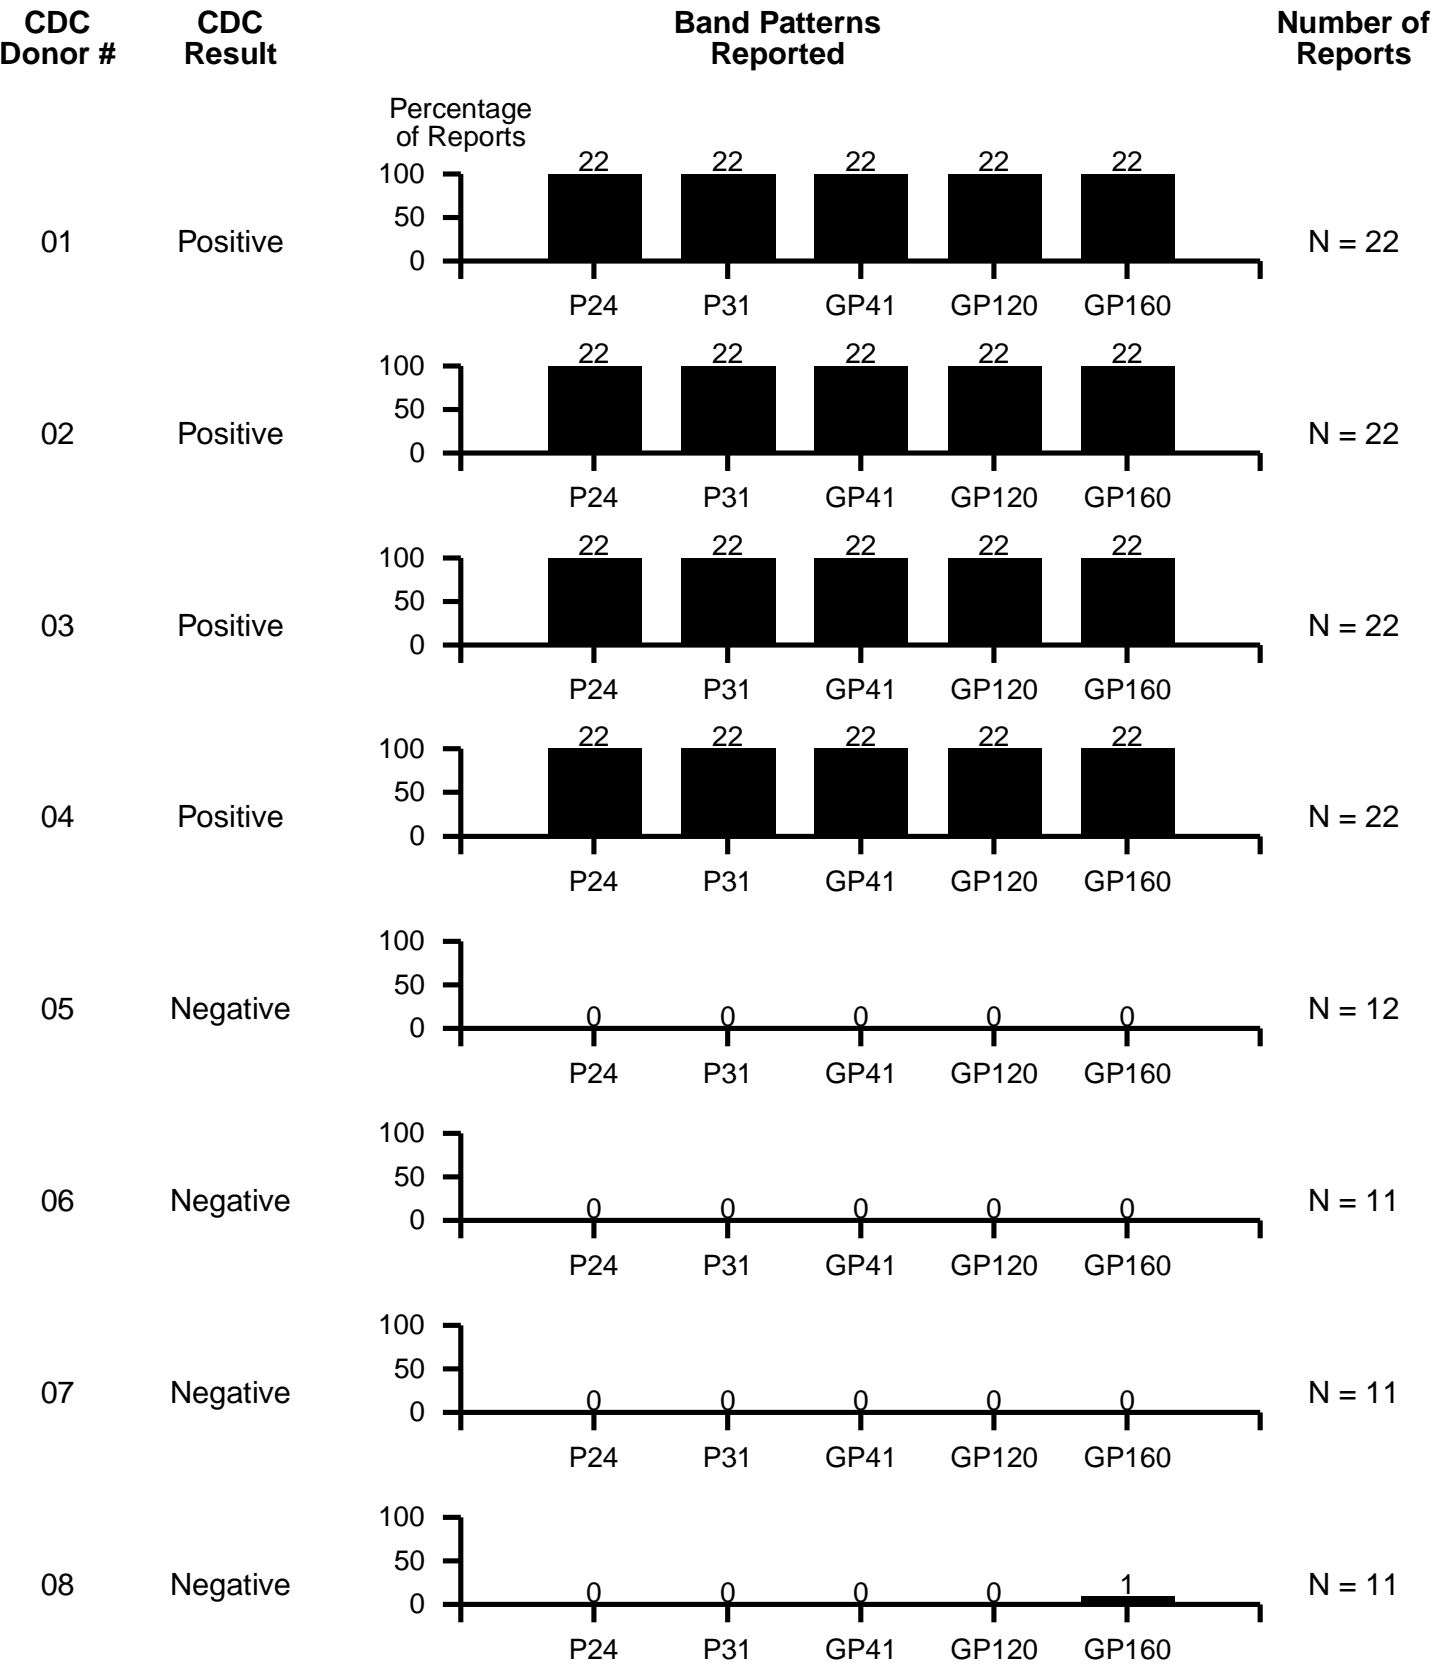 CDC Donor #
CDC Result
Band Patterns Reported
Number of Reports
Percentage of Reports
100
50
0
22 22 22 22 22
01 Positive N = 22
P24 P31 GP41 GP120 GP160
100
50
0
22 22 22 22 22
02 Positive N = 22
P24 P31 GP41 GP120 GP160
100
50
0
22 22 22 22 22
03 Positive N = 22
P24 P31 GP41 GP120 GP160
100
50
0
22 22 22 22 22
04 Positive N = 22
P24 P31 GP41 GP120 GP160
100
50
0
0 0 0 0 0
05 Negative N = 12
P24 P31 GP41 GP120 GP160
100
50
0
0 0 0 0 0
06 Negative N = 11
P24 P31 GP41 GP120 GP160
100
50
0
0 0 0 0 0
07 Negative N = 11
P24 P31 GP41 GP120 GP160
100
50
0
0 0 0 0 1
08 Negative N = 11
P24 P31 GP41 GP120 GP160